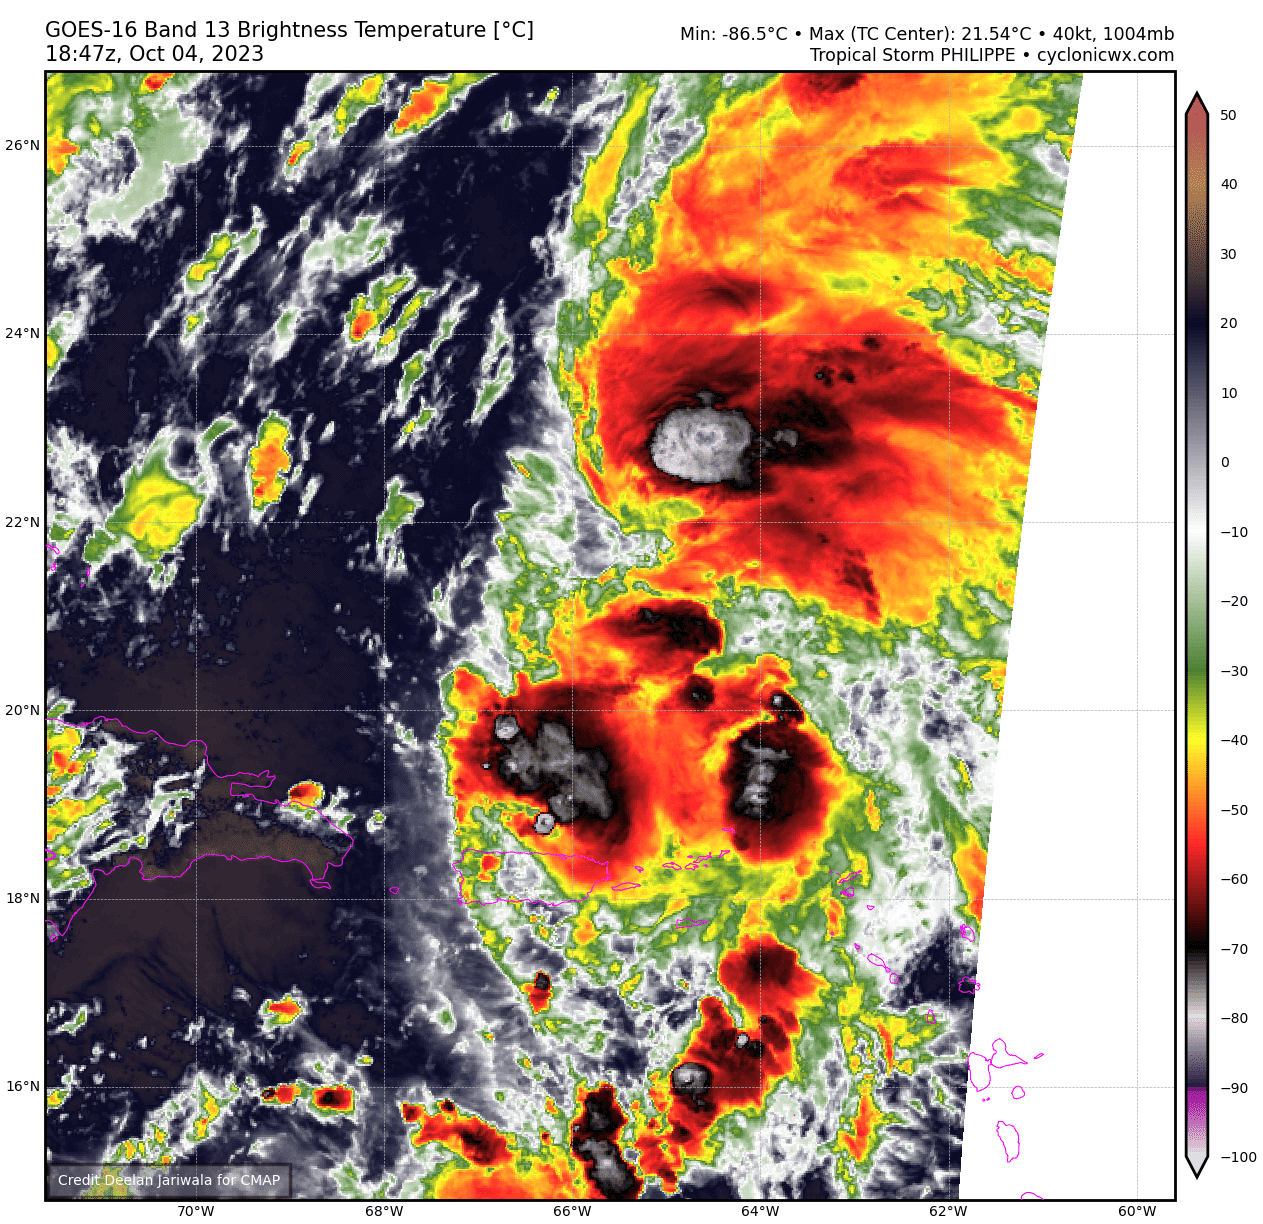 GOES-16 Band 13 Brightness Temperature [°C]
18:47z, Oct 04, 2023
Min: -86.5°C • Max (TC Center): 21.54°C • 40kt, 1004mb
Tropical Storm PHILIPPE • cyclonicwx.com
26°N
24°N
22°N
20°N
18°N
16°N
70°W
68°W
66°W
64°W
62°W
60°W
50
40
30
20
10
0
−10
−20
−30
−40
−50
−60
−70
−80
−90
−100
Credit Deelan Jariwala for CMAP